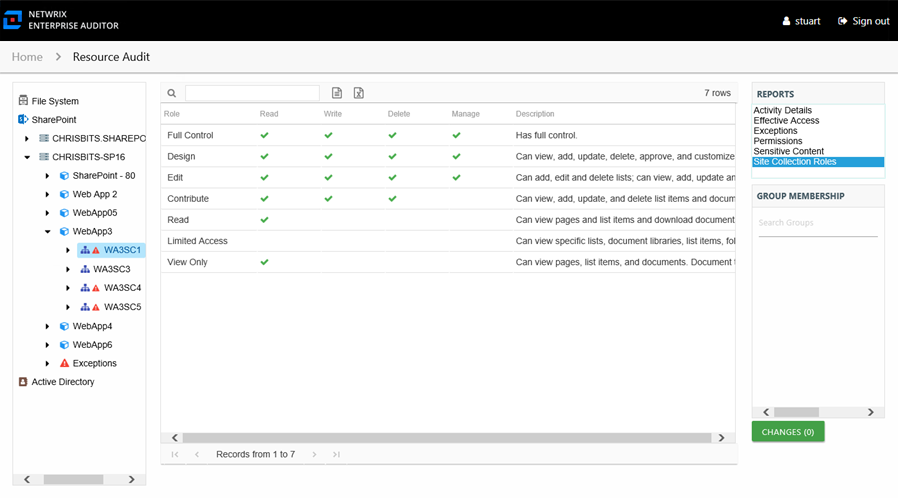 NETWRIX
ENTERPRISE AUDITOR
stuart
Sign out
Home > Resource Audit
File System
SharePoint
CHRISBITS.SHAREPO
CHRISBITS-SP16
SharePoint - 80
Web App 2
WebApp05
WebApp3
WA3SC1
WA3SC3
WA3SC4
WA3SC5
WebApp4
WebApp6
Exceptions
Active Directory
7 rows
Role Read Write Delete Manage Description
Full Control Has full control.
Design Can view, add, update, delete, approve, and customize
Edit Can add, edit and delete lists; can view, add, update an
Contribute Can view, add, update, and delete list items and docum
Read Can view pages and list items and download document
Limited Access Can view specific lists, document libraries, list items, fol
View Only Can view pages, list items, and documents. Document t
Records from 1 to 7
REPORTS
Activity Details
Effective Access
Exceptions
Permissions
Sensitive Content
Site Collection Roles
GROUP MEMBERSHIP
Search Groups
CHANGES (0)